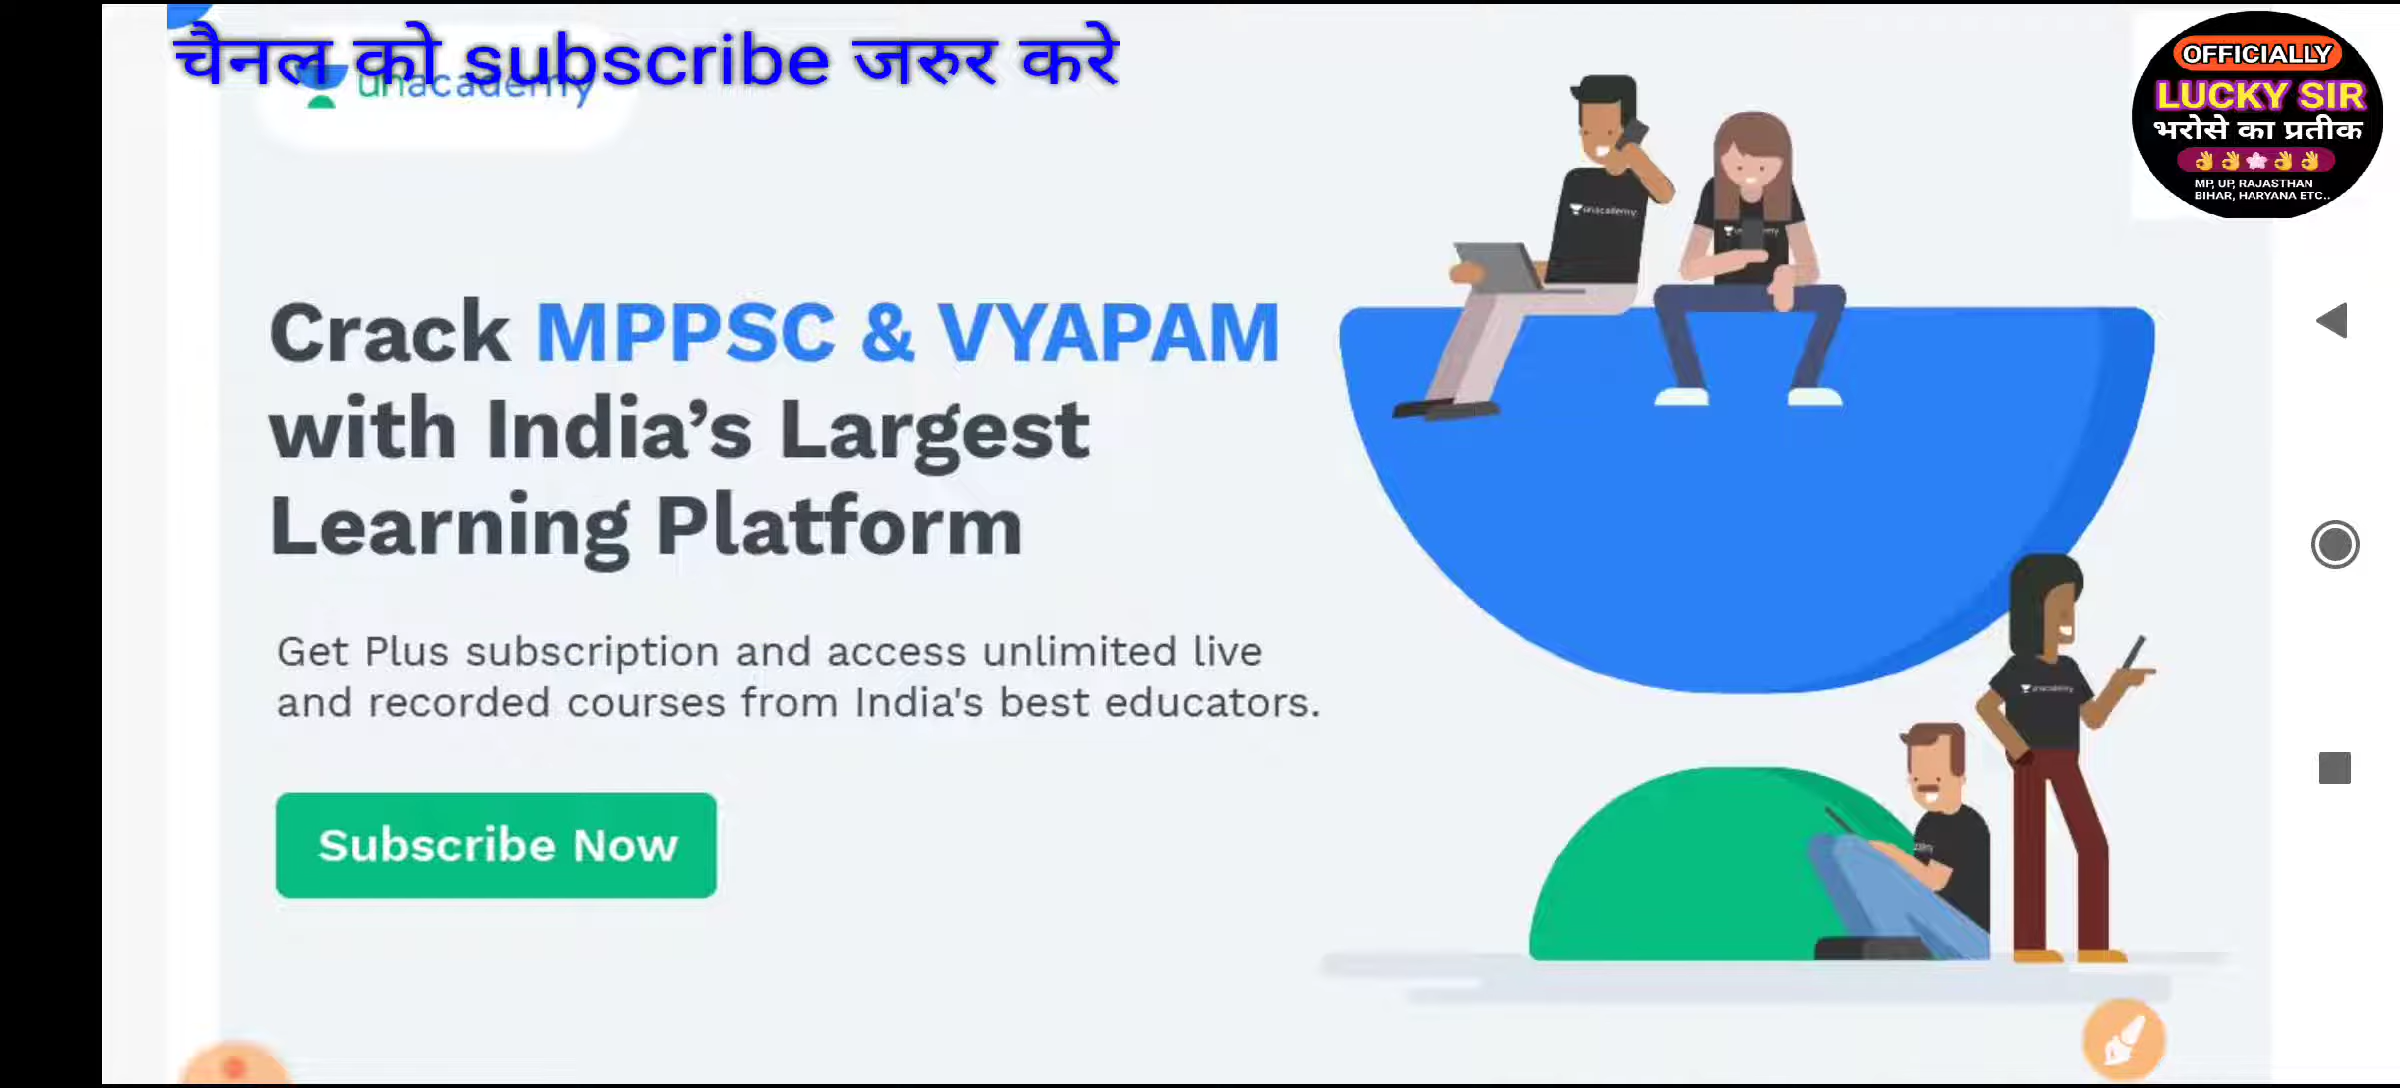 चैनल को subscribe जरुर करे
unacademy
OFFICIALLY
LUCKY SIR
भरोसे का प्रतीक
MP, UP, RAJASTHAN
BIHAR, HARYANA ETC..
unacademy
Crack MPPSC & VYAPAM
with India’s Largest
Learning Platform
Get Plus subscription and access unlimited live
and recorded courses from India's best educators.
unacademy
Subscribe Now